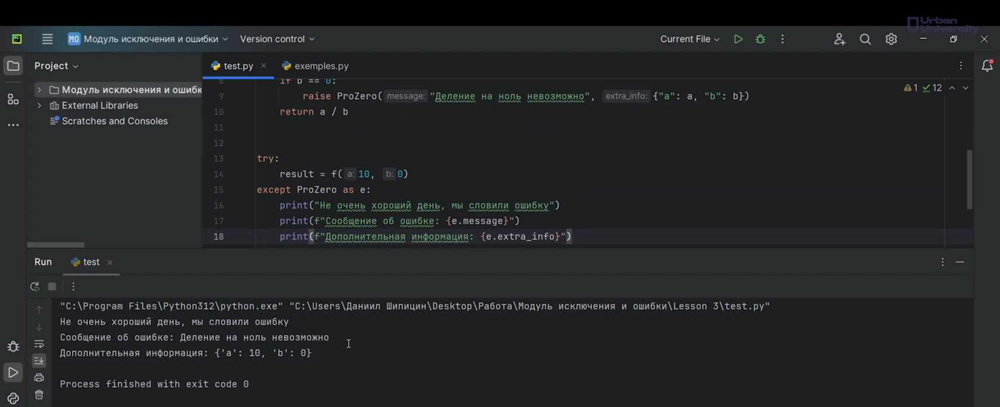 Urban
University
MO Модуль исключения и ошибки Version control Current File
Project test.py exemples.py
8 if b == 0:
Модуль исключения и ошибк 9 raise ProZero( message: "Деление на ноль невозможно", extra_info: {"a": a, "b": b}) 1 12
External Libraries 10 return a / b
Scratches and Consoles 11
12
13 try:
14 result = f( a: 10, b: 0)
15 except ProZero as e:
16 print("Не очень хороший день, мы словили ошибку")
17 print(f"Сообщение об ошибке: {e.message}")
18 print(f"Дополнительная информация: {e.extra_info}")
Run test
"C:\Program Files\Python312\python.exe" "C:\Users\Даниил Шипицин\Desktop\Работа\Модуль исключения и ошибки\Lesson 3\test.py"
Не очень хороший день, мы словили ошибку
Сообщение об ошибке: Деление на ноль невозможно
Дополнительная информация: {'a': 10, 'b': 0}
Process finished with exit code 0